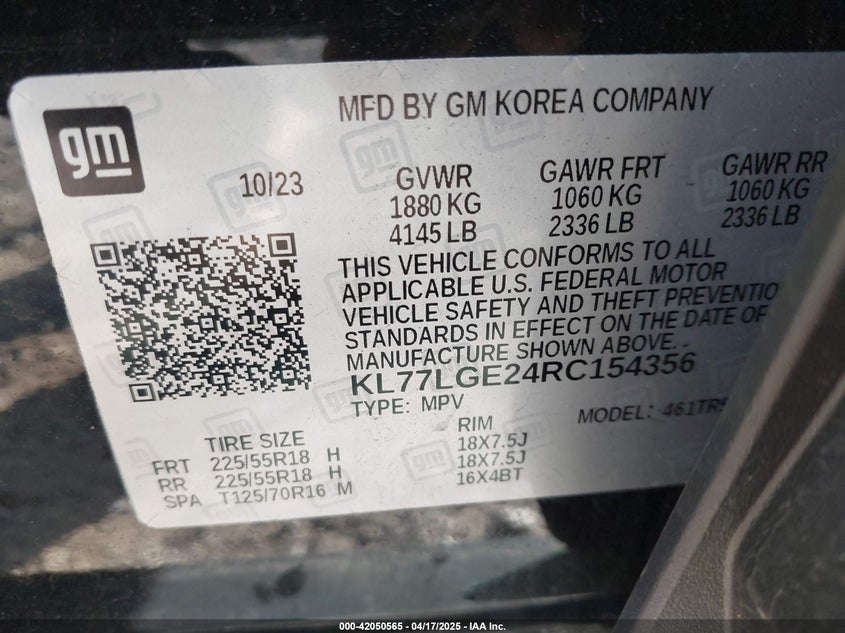 gm
MFD BY GM KOREA COMPANY
10/23
GVWR GAWR FRT GAWR RR
1880 KG 1060 KG 1060 KG
4145 LB 2336 LB 2336 LB
THIS VEHICLE CONFORMS TO ALL
APPLICABLE U.S. FEDERAL MOTOR
VEHICLE SAFETY AND THEFT PREVENTIO
STANDARDS IN EFFECT ON THE DATE OF
MANUFACTURE SHOWN ABOVE.
KL77LGE24RC154356
TYPE: MPV MODEL: 461TR
TIRE SIZE RIM
FRT 225/55R18 H 18X7.5J
RR 225/55R18 H 18X7.5J
SPA T125/70R16 M 16X4BT
000-42050565 - 04/17/2025 - IAA Inc.